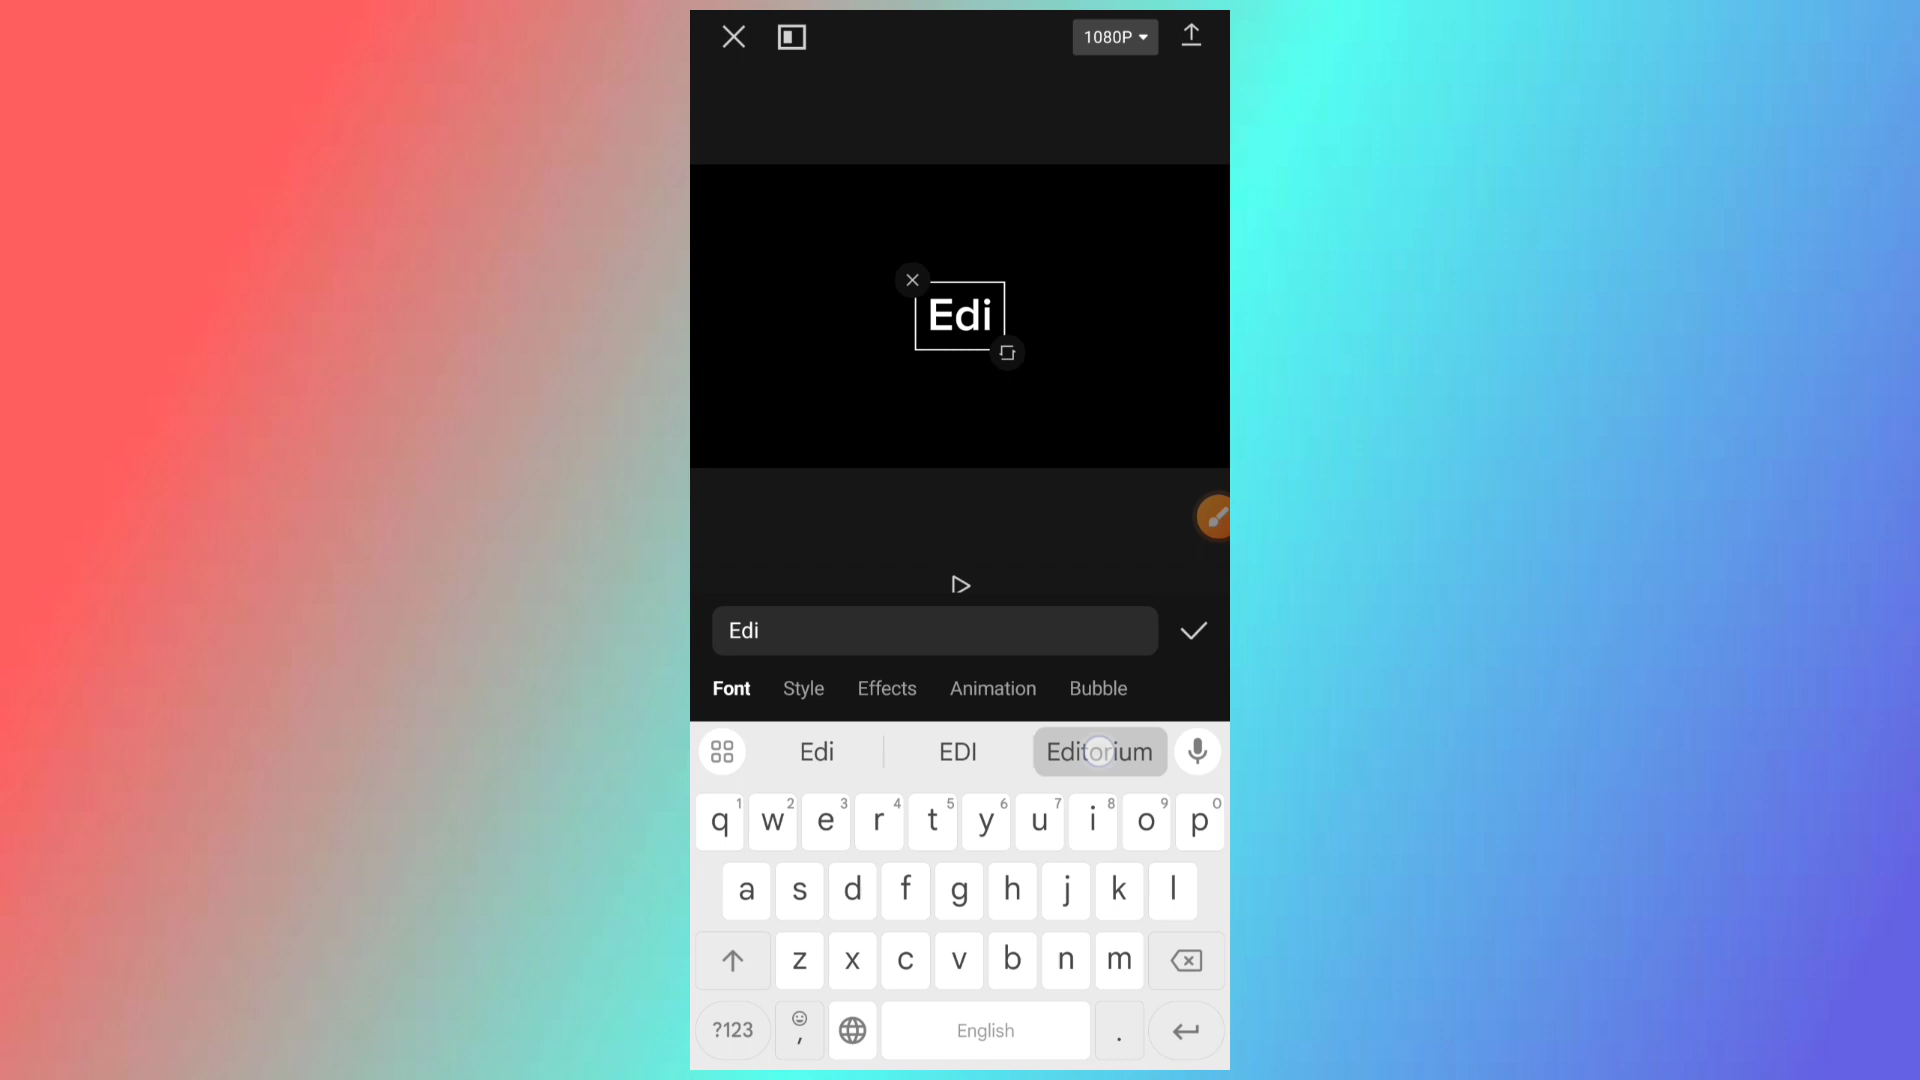 1080P
Edi
Edi
Font Style Effects Animation Bubble
Edi EDI Editorium
1 2 3 4 5 6 7 8 9 0
q w e r t y u i o p
a s d f g h j k l
z x c v b n m
?123 , English .